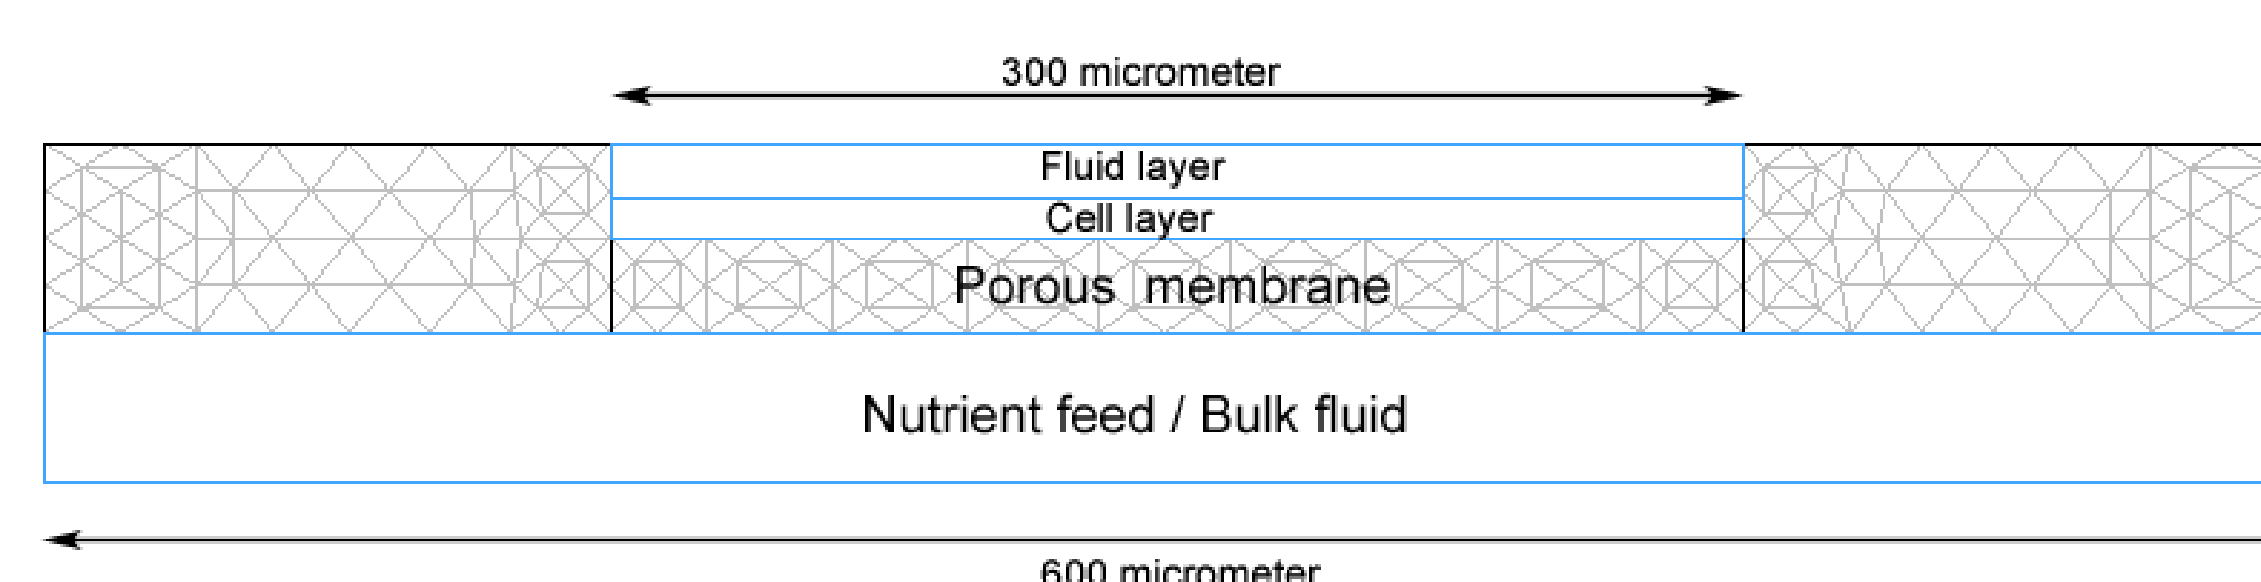 300 micrometer
Fluid layer
Cell layer
Porous membrane
Nutrient feed / Bulk fluid
600 micrometer